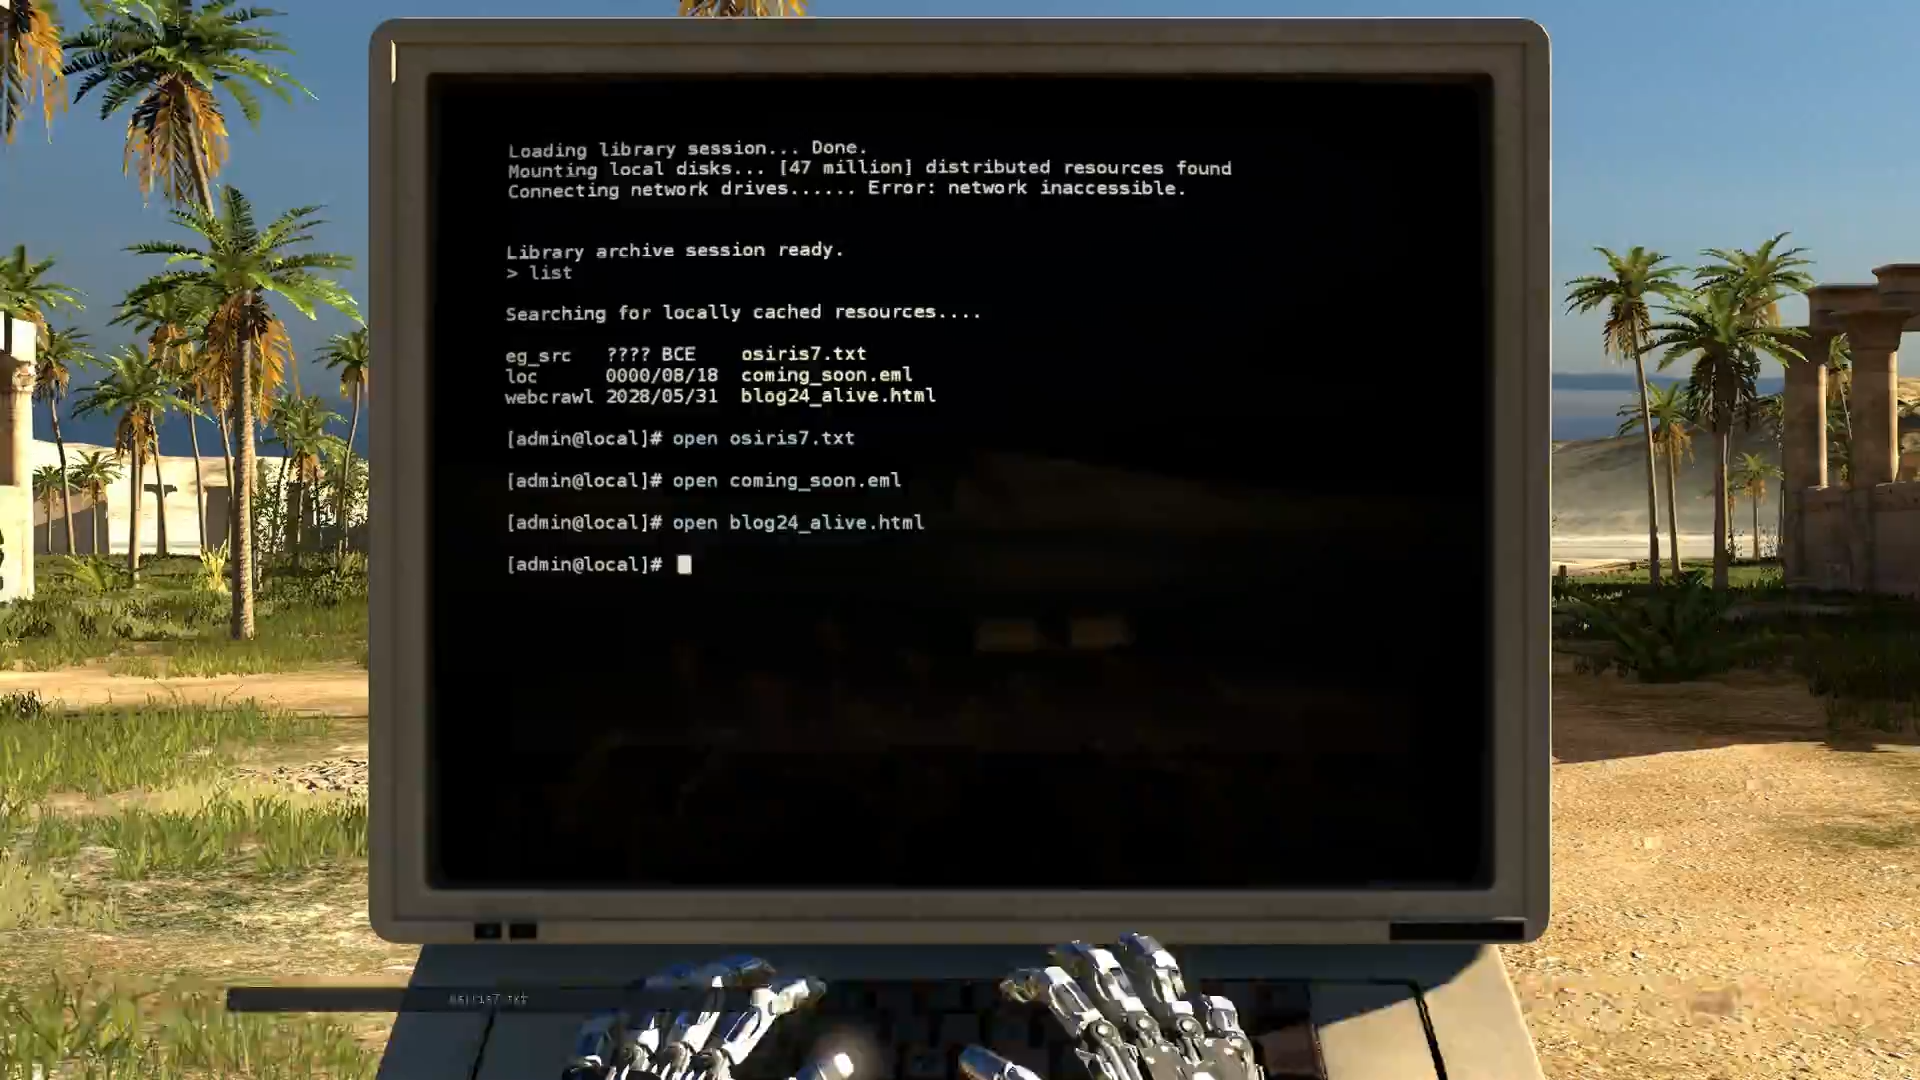 Loading library session... Done.
Mounting local disks... [47 million] distributed resources found
Connecting network drives...... Error: network inaccessible.
Library archive session ready.
> list
Searching for locally cached resources....
eg_src ???? BCE osiris7.txt
loc 0000/08/18 coming_soon.eml
webcrawl 2028/05/31 blog24_alive.html
[admin@local]# open osiris7.txt
[admin@local]# open coming_soon.eml
[admin@local]# open blog24_alive.html
[admin@local]#
osiris7.txt